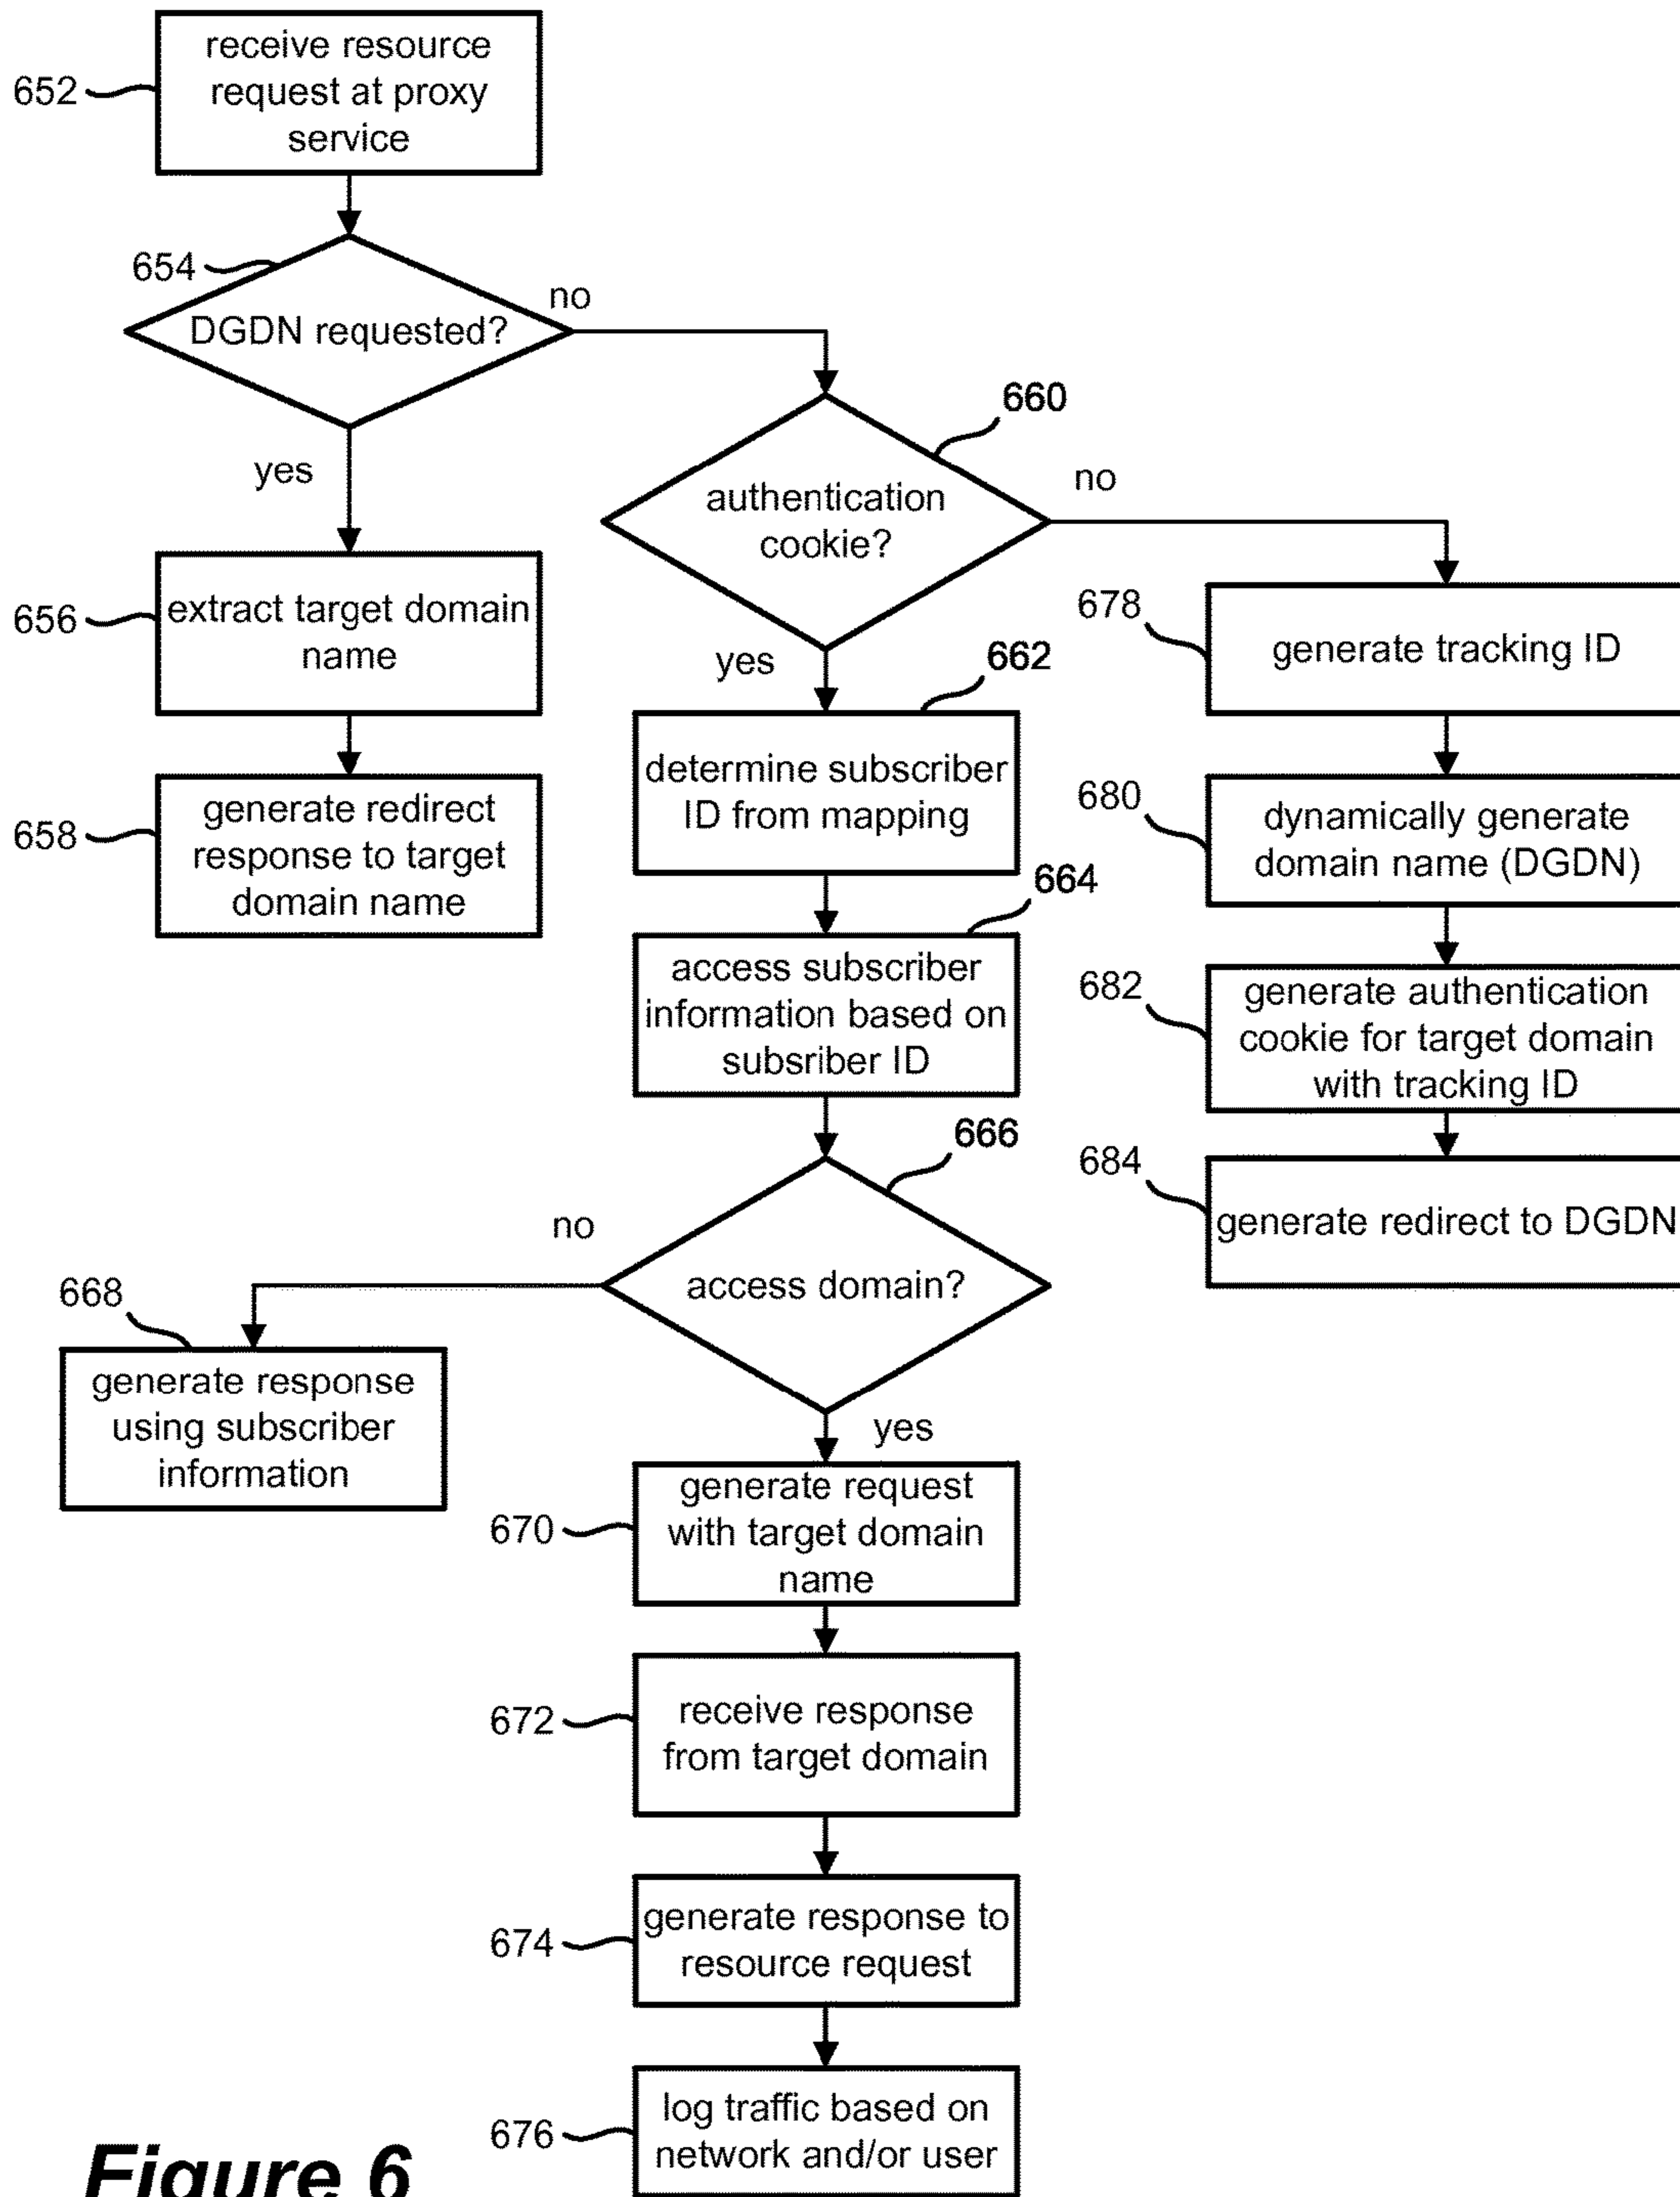 receive resource
request at proxy
service
652
654
DGDN requested?
no
yes
656
extract target domain
name
658
generate redirect
response to target
domain name
660
authentication
cookie?
no
yes
662
determine subscriber
ID from mapping
664
access subscriber
information based on
subsriber ID
666
access domain?
no
yes
668
generate response
using subscriber
information
670
generate request
with target domain
name
672
receive response
from target domain
674
generate response to
resource request
676
log traffic based on
network and/or user
678
generate tracking ID
680
dynamically generate
domain name (DGDN)
682
generate authentication
cookie for target domain
with tracking ID
684
generate redirect to DGDN
Figure 6